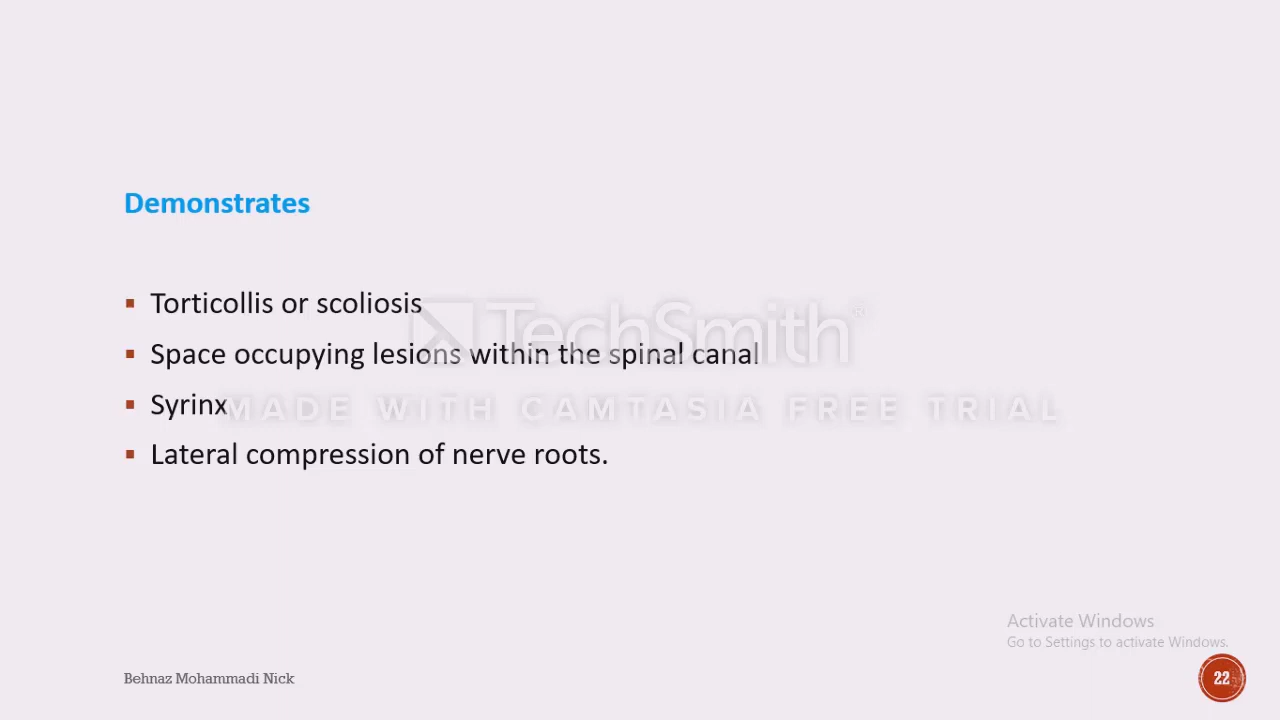 Demonstrates
▪ Torticollis or scoliosis
▪ Space occupying lesions within the spinal canal
▪ Syrinx
▪ Lateral compression of nerve roots.
TechSmith®
MADE WITH CAMTASIA FREE TRIAL
Activate Windows
Go to Settings to activate Windows.
Behnaz Mohammadi Nick
22